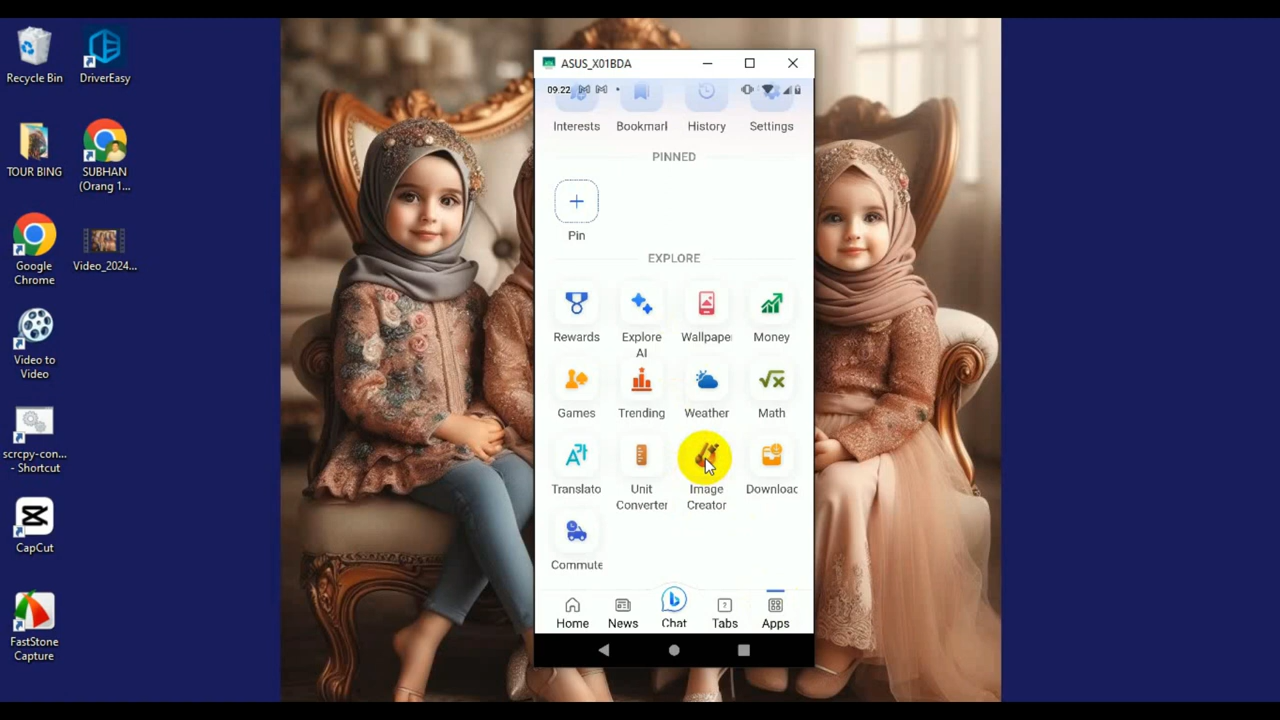 Recycle Bin
DriverEasy
TOUR BING
SUBHAN
(Orang 1...
Google
Chrome
Video_2024...
Video to
Video
scrcpy-con...
- Shortcut
CapCut
FastStone
Capture
ASUS_X01BDA
09.22
Interests
Bookmarl
History
Settings
PINNED
Pin
EXPLORE
Rewards
Explore
AI
Wallpape
Money
Games
Trending
Weather
Math
Translato
Unit
Converter
Image
Creator
Downloac
Commute
Home
News
Chat
Tabs
Apps